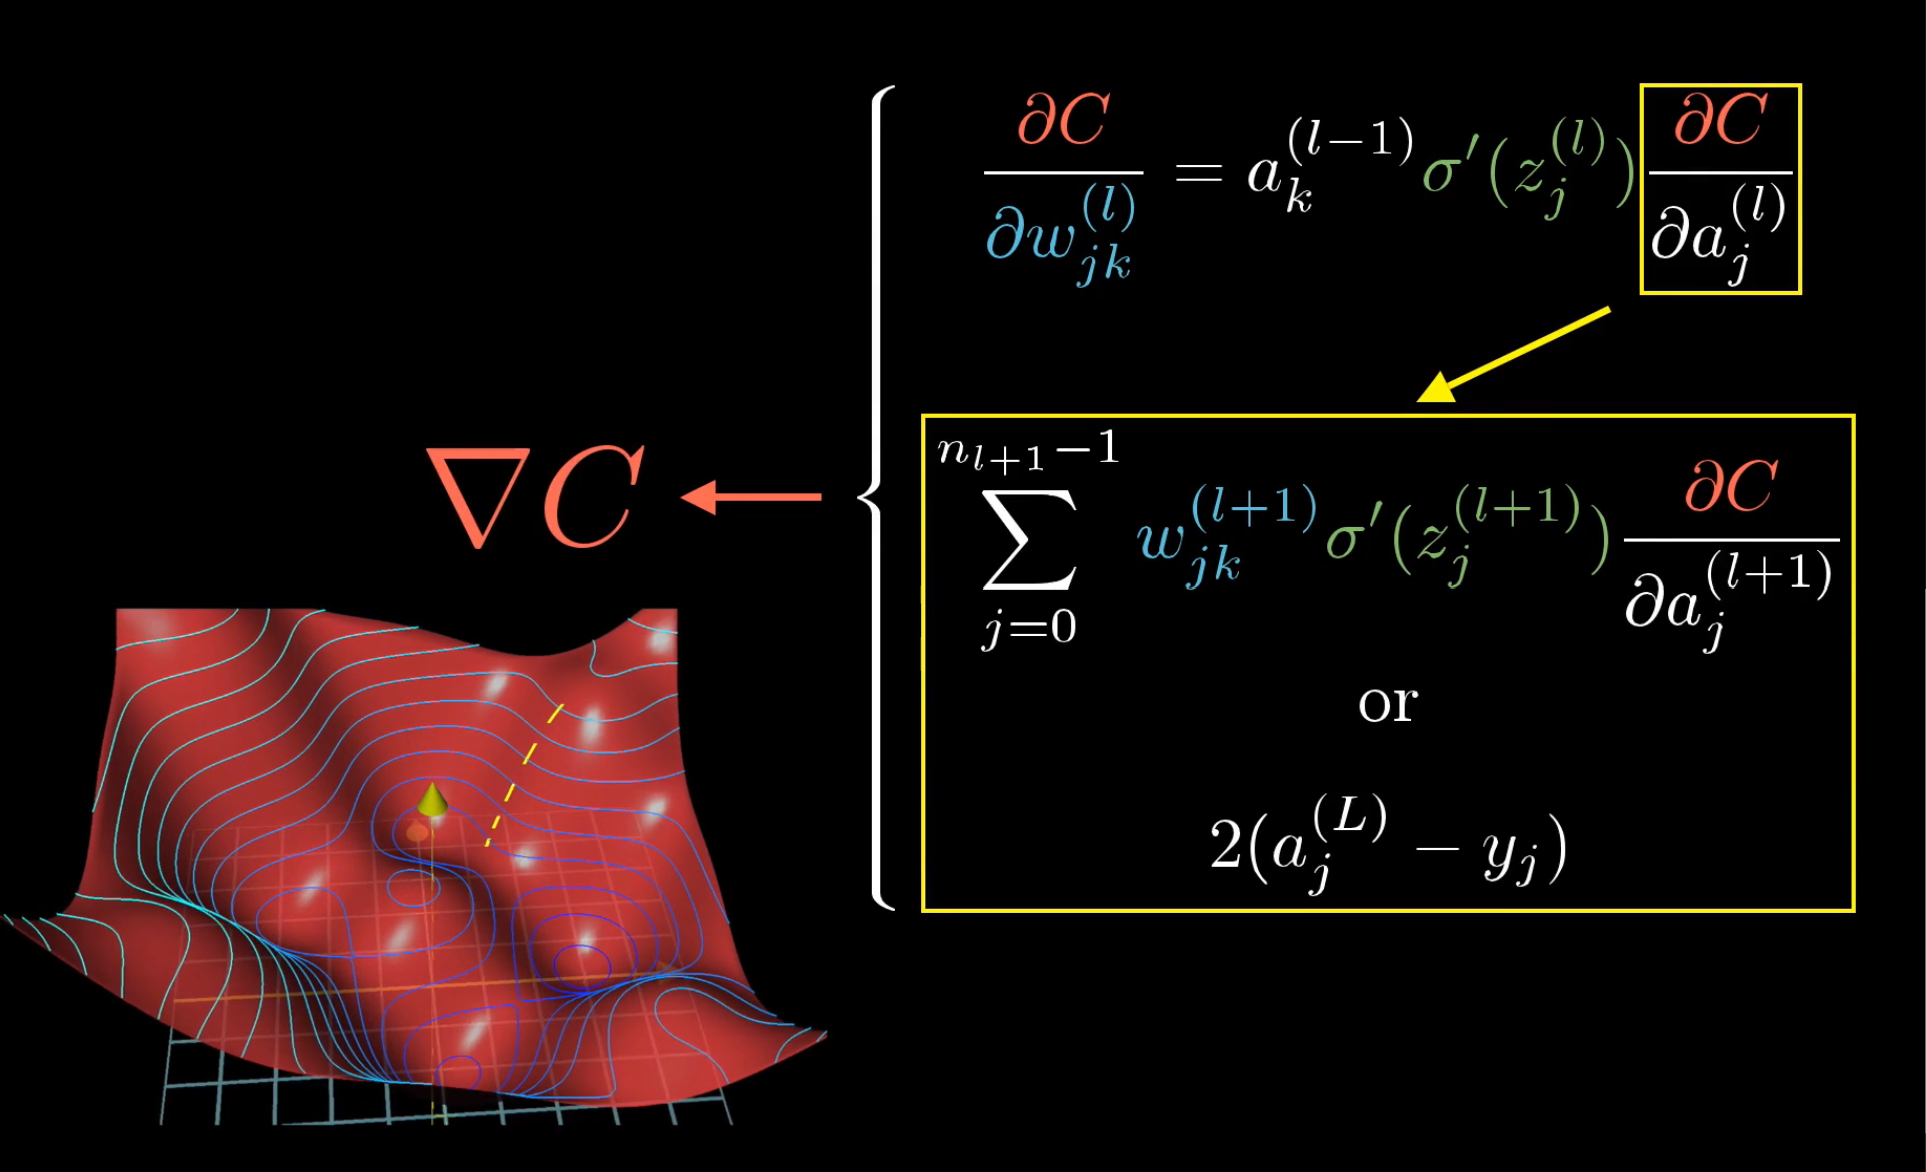 ∂C/∂w_{jk}^{(l)} = a_k^{(l−1)} σ′(z_j^{(l)}) ∂C/∂a_j^{(l)}
∇C
∑_{j=0}^{n_{l+1}−1} w_{jk}^{(l+1)} σ′(z_j^{(l+1)}) ∂C/∂a_j^{(l+1)}
or
2(a_j^{(L)} − y_j)